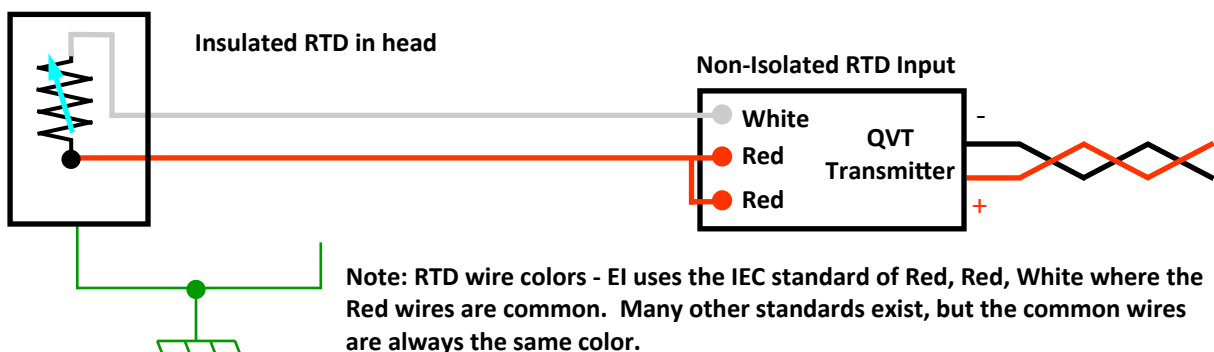 Insulated RTD in head
Non-Isolated RTD Input
White
Red
Red
QVT
Transmitter
-
+
Note: RTD wire colors - EI uses the IEC standard of Red, Red, White where the
Red wires are common.  Many other standards exist, but the common wires
are always the same color.